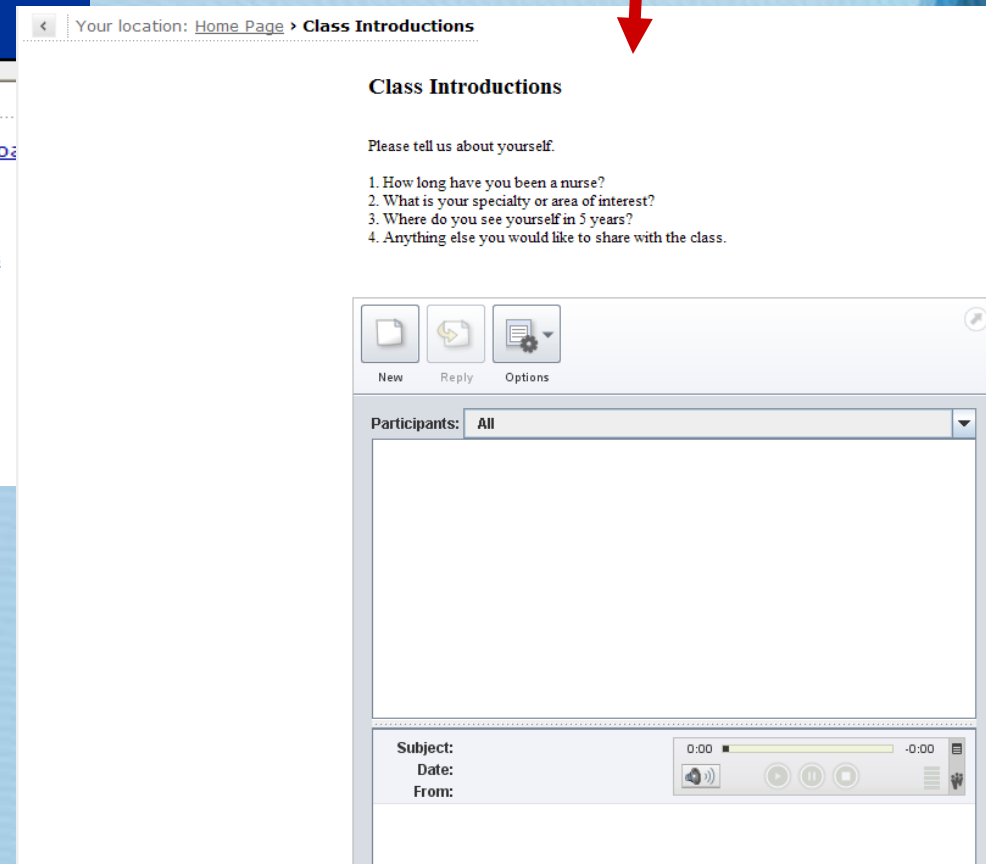 Your location: Home Page › Class Introductions
Class Introductions
Please tell us about yourself.
1. How long have you been a nurse?
2. What is your specialty or area of interest?
3. Where do you see yourself in 5 years?
4. Anything else you would like to share with the class.
New Reply Options
Participants: All
Subject: 0:00 -0:00
Date:
From: